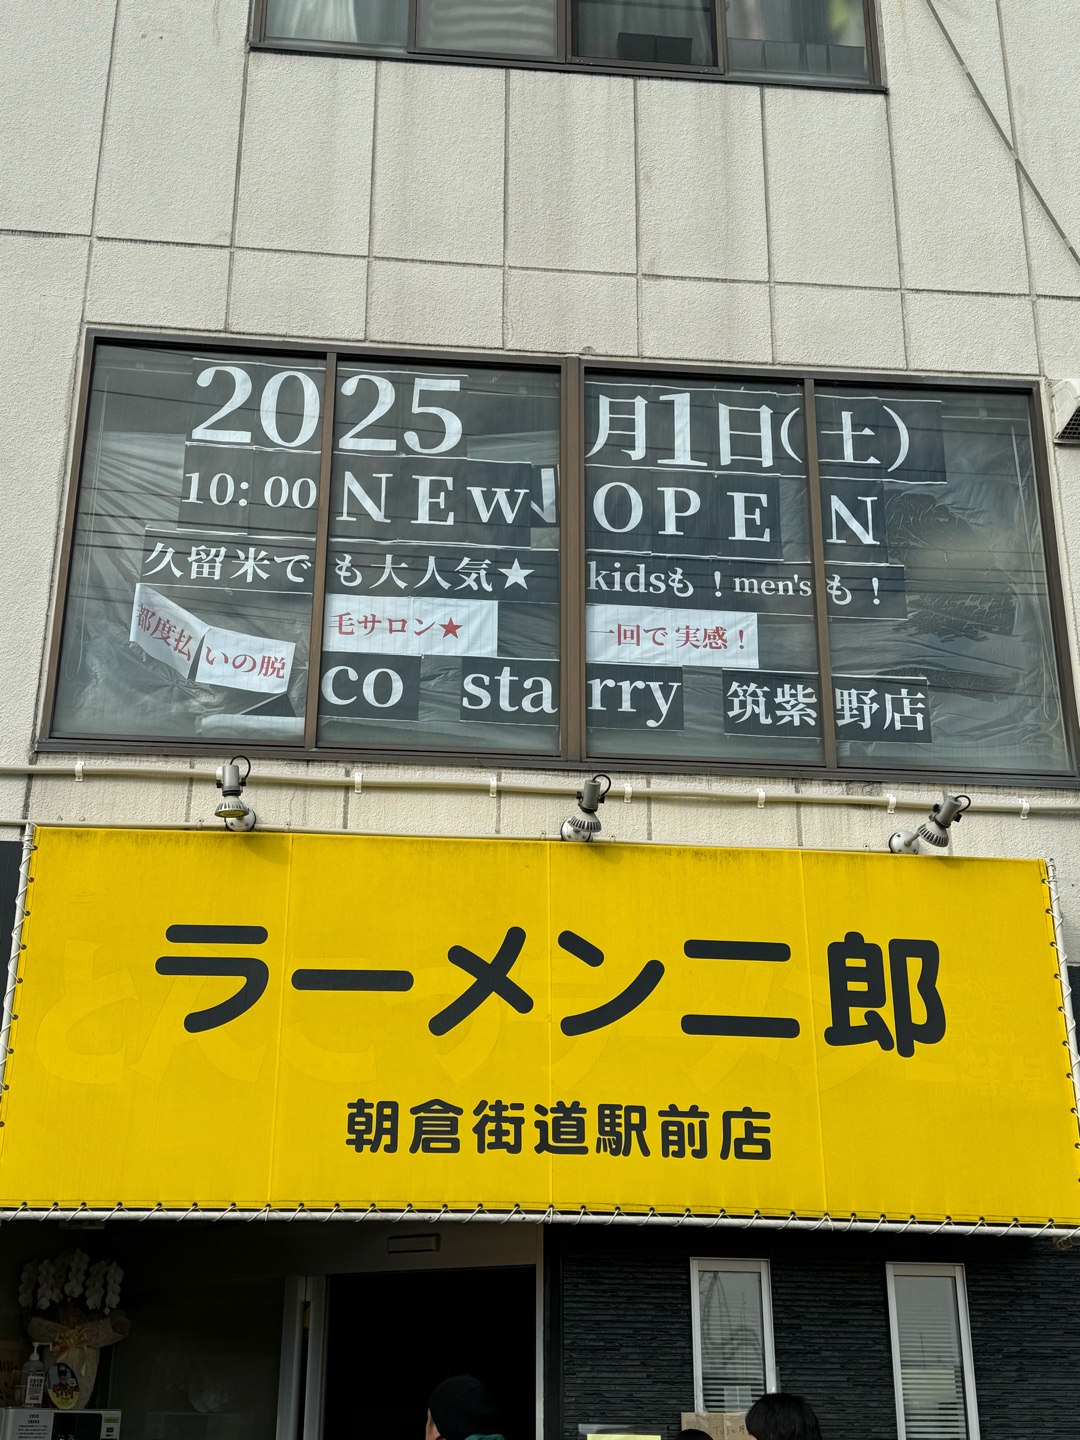 2025 月1日(土)
10:00 NEW OPEN
久留米でも大人気★ kidsも！men'sも！
都度払いの脱毛サロン★ 一回で実感！
co starry 筑紫野店
ラーメン二郎
朝倉街道駅前店